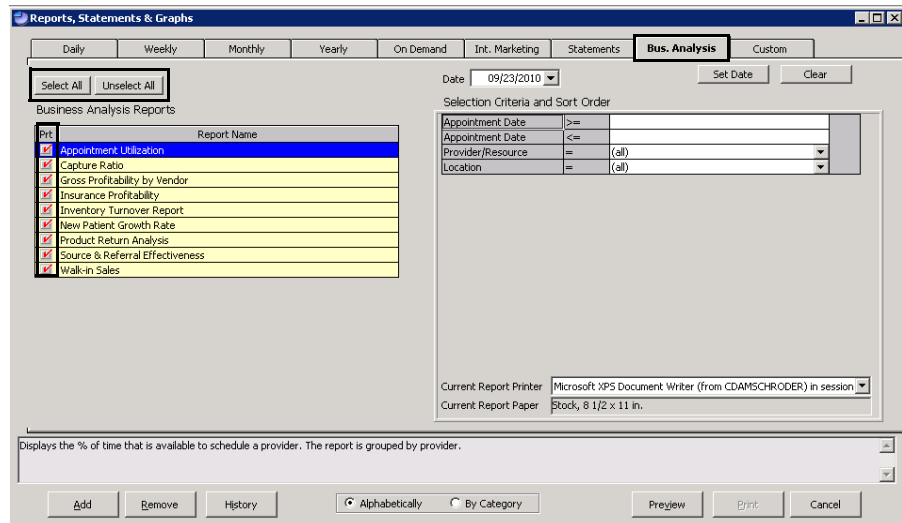 Reports, Statements & Graphs
Daily Weekly Monthly Yearly On Demand Int. Marketing Statements Bus. Analysis Custom
Select All Unselect All
Date 09/23/2010 Set Date Clear
Business Analysis Reports
Selection Criteria and Sort Order
Prt Report Name
Appointment Utilization
Capture Ratio
Gross Profitability by Vendor
Insurance Profitability
Inventory Turnover Report
New Patient Growth Rate
Product Return Analysis
Source & Referral Effectiveness
Walk-in Sales
Appointment Date >=
Appointment Date <=
Provider/Resource = (all)
Location = (all)
Current Report Printer Microsoft XPS Document Writer (from CDAMSCHRODER) in session
Current Report Paper Stock, 8 1/2 x 11 in.
Displays the % of time that is available to schedule a provider. The report is grouped by provider.
Add Remove History Alphabetically By Category Preview Print Cancel